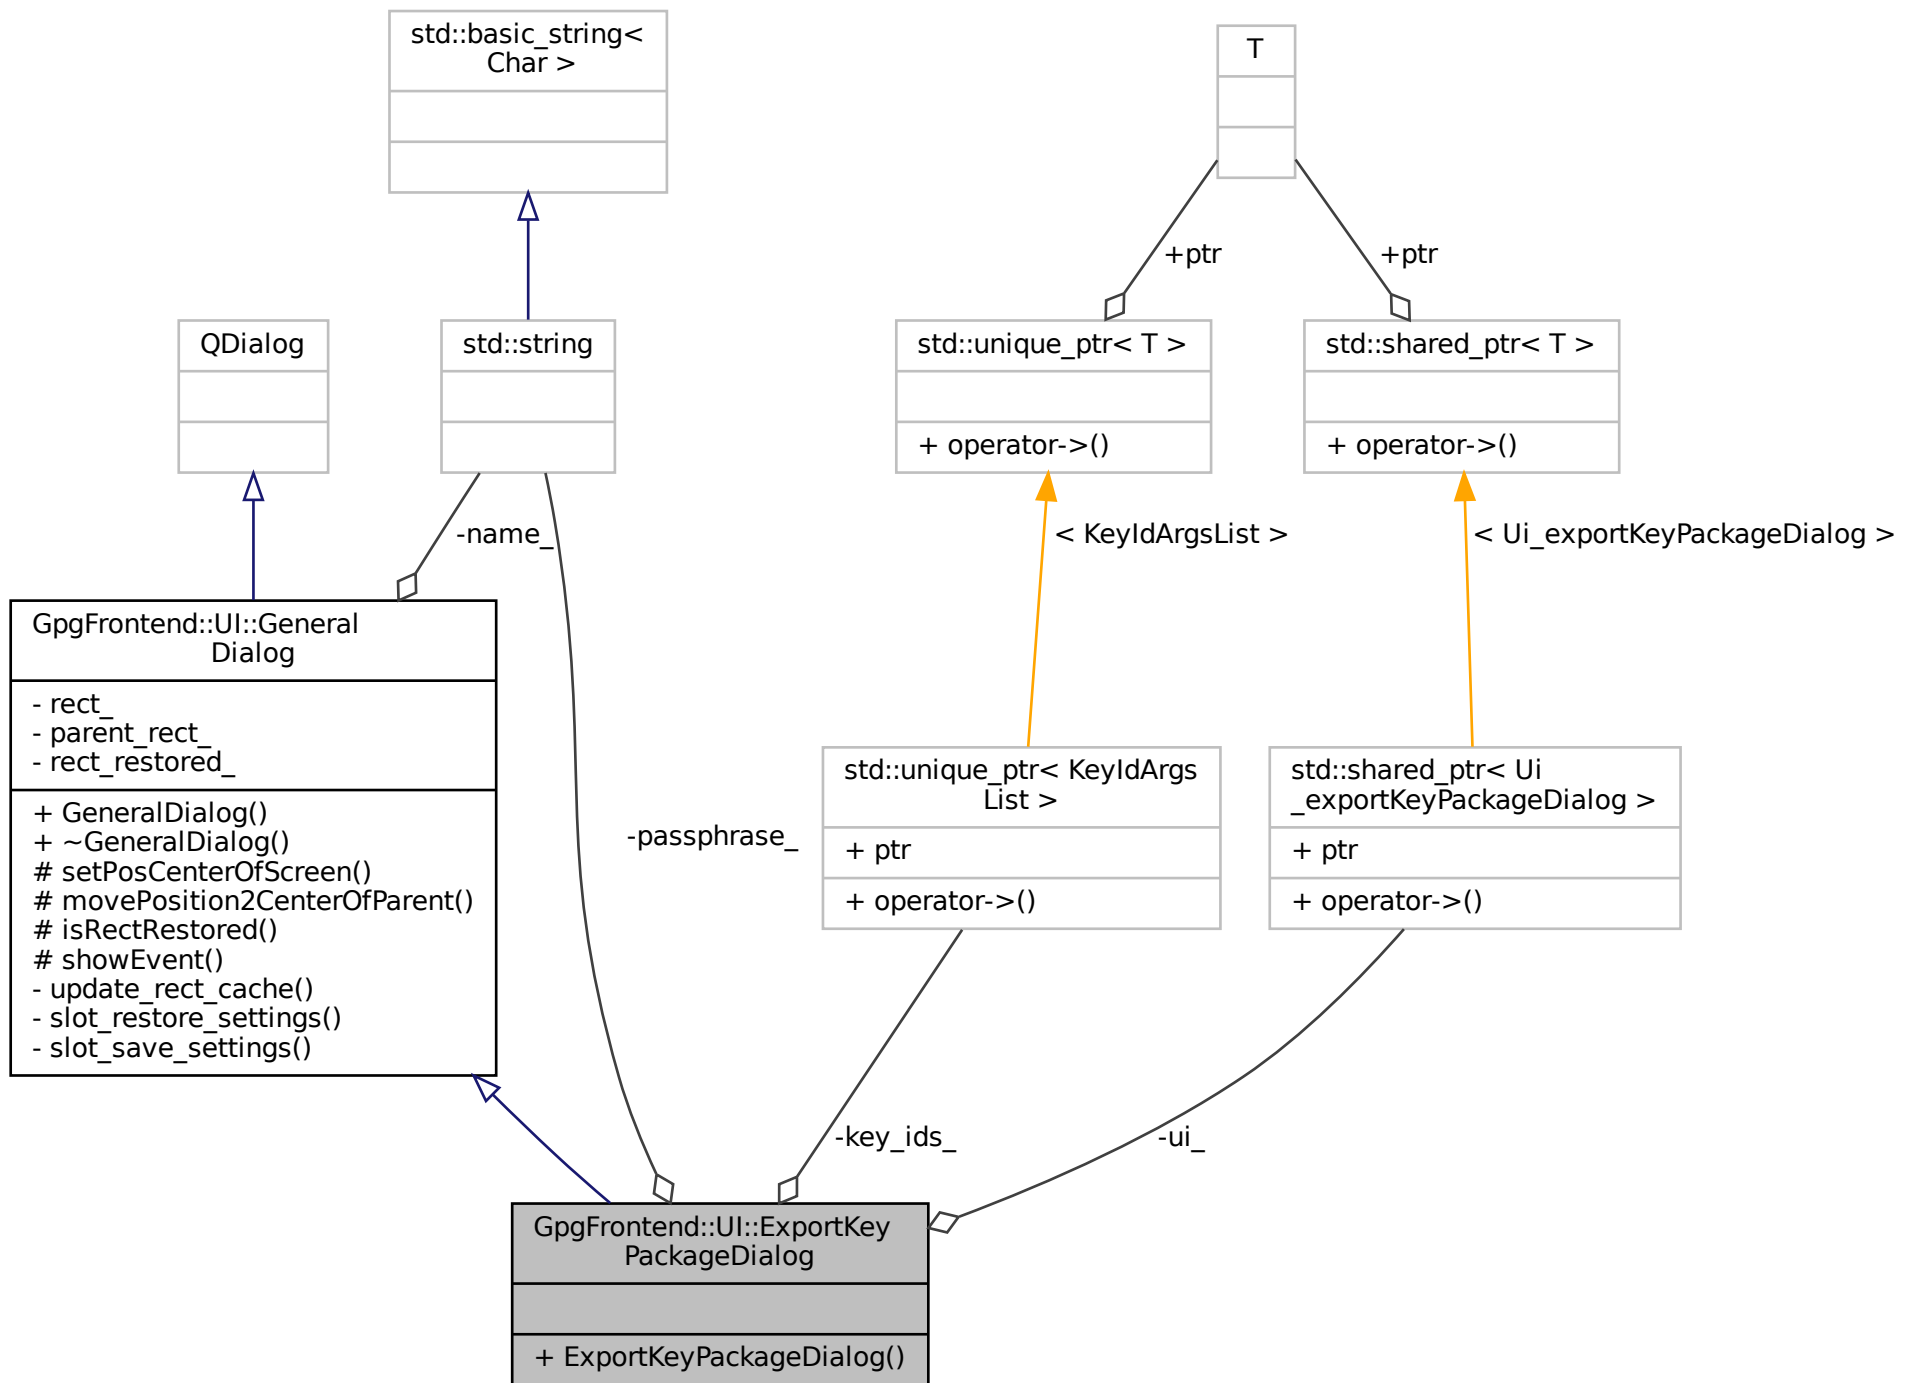 std::basic_string<
Char >
T
+ptr
+ptr
QDialog
std::string
std::unique_ptr< T >
+ operator->()
std::shared_ptr< T >
+ operator->()
-name_
< KeyIdArgsList >
< Ui_exportKeyPackageDialog >
GpgFrontend::UI::General
Dialog
- rect_
- parent_rect_
- rect_restored_
+ GeneralDialog()
+ ~GeneralDialog()
# setPosCenterOfScreen()
# movePosition2CenterOfParent()
# isRectRestored()
# showEvent()
- update_rect_cache()
- slot_restore_settings()
- slot_save_settings()
-passphrase_
std::unique_ptr< KeyIdArgs
List >
+ ptr
+ operator->()
std::shared_ptr< Ui
_exportKeyPackageDialog >
+ ptr
+ operator->()
-key_ids_
-ui_
GpgFrontend::UI::ExportKey
PackageDialog
+ ExportKeyPackageDialog()